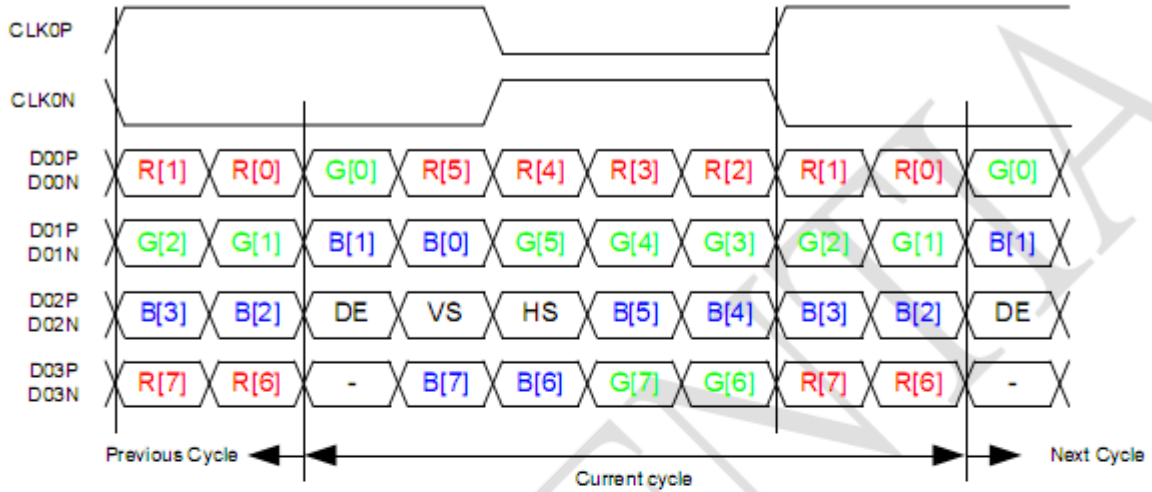 CLK0P
CLK0N
D00P
D00N
R[1] R[0] G[0] R[5] R[4] R[3] R[2] R[1] R[0] G[0]
D01P
D01N
G[2] G[1] B[1] B[0] G[5] G[4] G[3] G[2] G[1] B[1]
D02P
D02N
B[3] B[2] DE VS HS B[5] B[4] B[3] B[2] DE
D03P
D03N
R[7] R[6] - B[7] B[6] G[7] G[6] R[7] R[6] -
Previous Cycle Current cycle Next Cycle
ENTIA